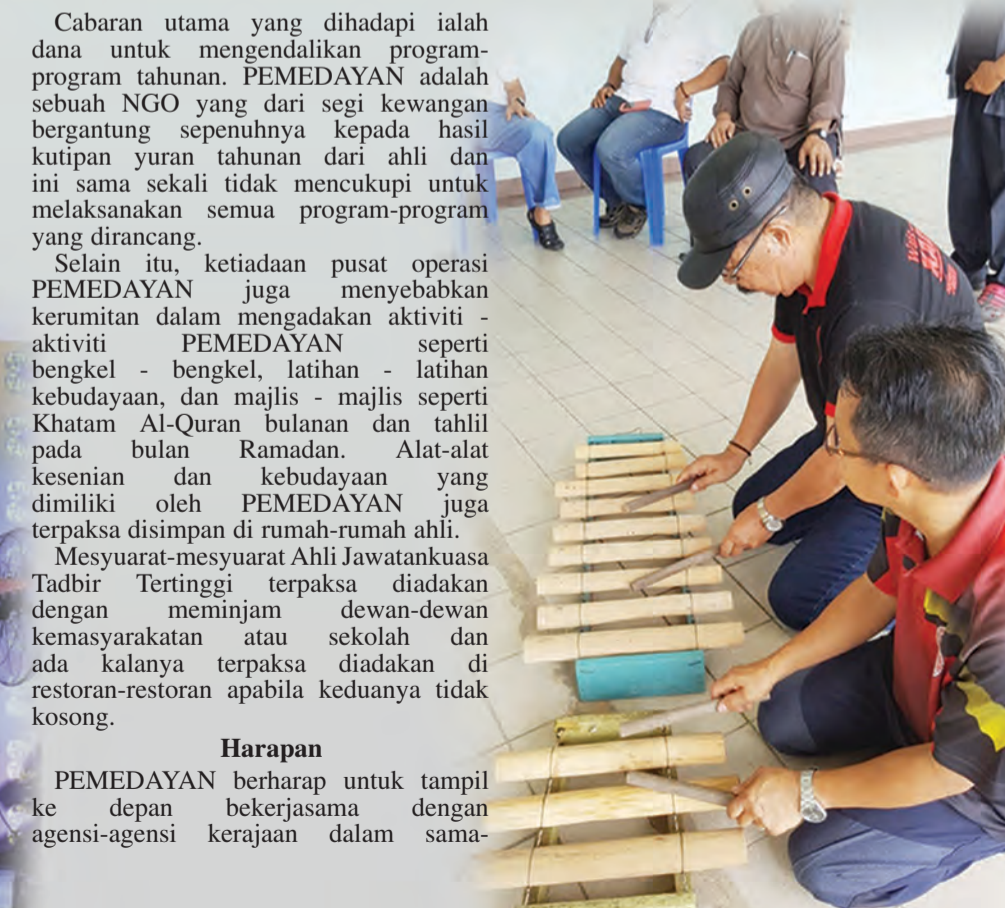 Cabaran utama yang dihadapi ialah
dana untuk mengendalikan program-
program tahunan. PEMEDAYAN adalah
sebuah NGO yang dari segi kewangan
bergantung sepenuhnya kepada hasil
kutipan yuran tahunan dari ahli dan
ini sama sekali tidak mencukupi untuk
melaksanakan semua program-program
yang dirancang.
Selain itu, ketiadaan pusat operasi
PEMEDAYAN juga menyebabkan
kerumitan dalam mengadakan aktiviti -
aktiviti PEMEDAYAN seperti
bengkel - bengkel, latihan - latihan
kebudayaan, dan majlis - majlis seperti
Khatam Al-Quran bulanan dan tahlil
pada bulan Ramadan. Alat-alat
kesenian dan kebudayaan yang
dimiliki oleh PEMEDAYAN juga
terpaksa disimpan di rumah-rumah ahli.
Mesyuarat-mesyuarat Ahli Jawatankuasa
Tadbir Tertinggi terpaksa diadakan
dengan meminjam dewan-dewan
kemasyarakatan atau sekolah dan
ada kalanya terpaksa diadakan di
restoran-restoran apabila keduanya tidak
kosong.
Harapan
PEMEDAYAN berharap untuk tampil
ke depan bekerjasama dengan
agensi-agensi kerajaan dalam sama-